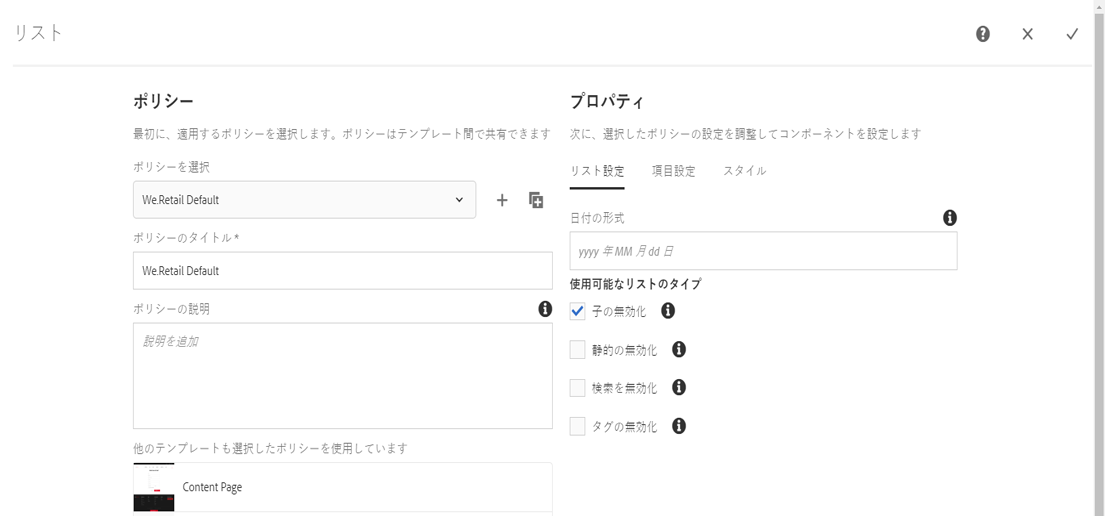 リスト
ポリシー
最初に、適用するポリシーを選択します。ポリシーはテンプレート間で共有できます
ポリシーを選択
We.Retail Default
ポリシーのタイトル *
We.Retail Default
ポリシーの説明
説明を追加
他のテンプレートも選択したポリシーを使用しています
Content Page
プロパティ
次に、選択したポリシーの設定を調整してコンポーネントを設定します
リスト設定 項目設定 スタイル
日付の形式
yyyy 年 MM 月 dd 日
使用可能なリストのタイプ
子の無効化
静的の無効化
検索を無効化
タグの無効化